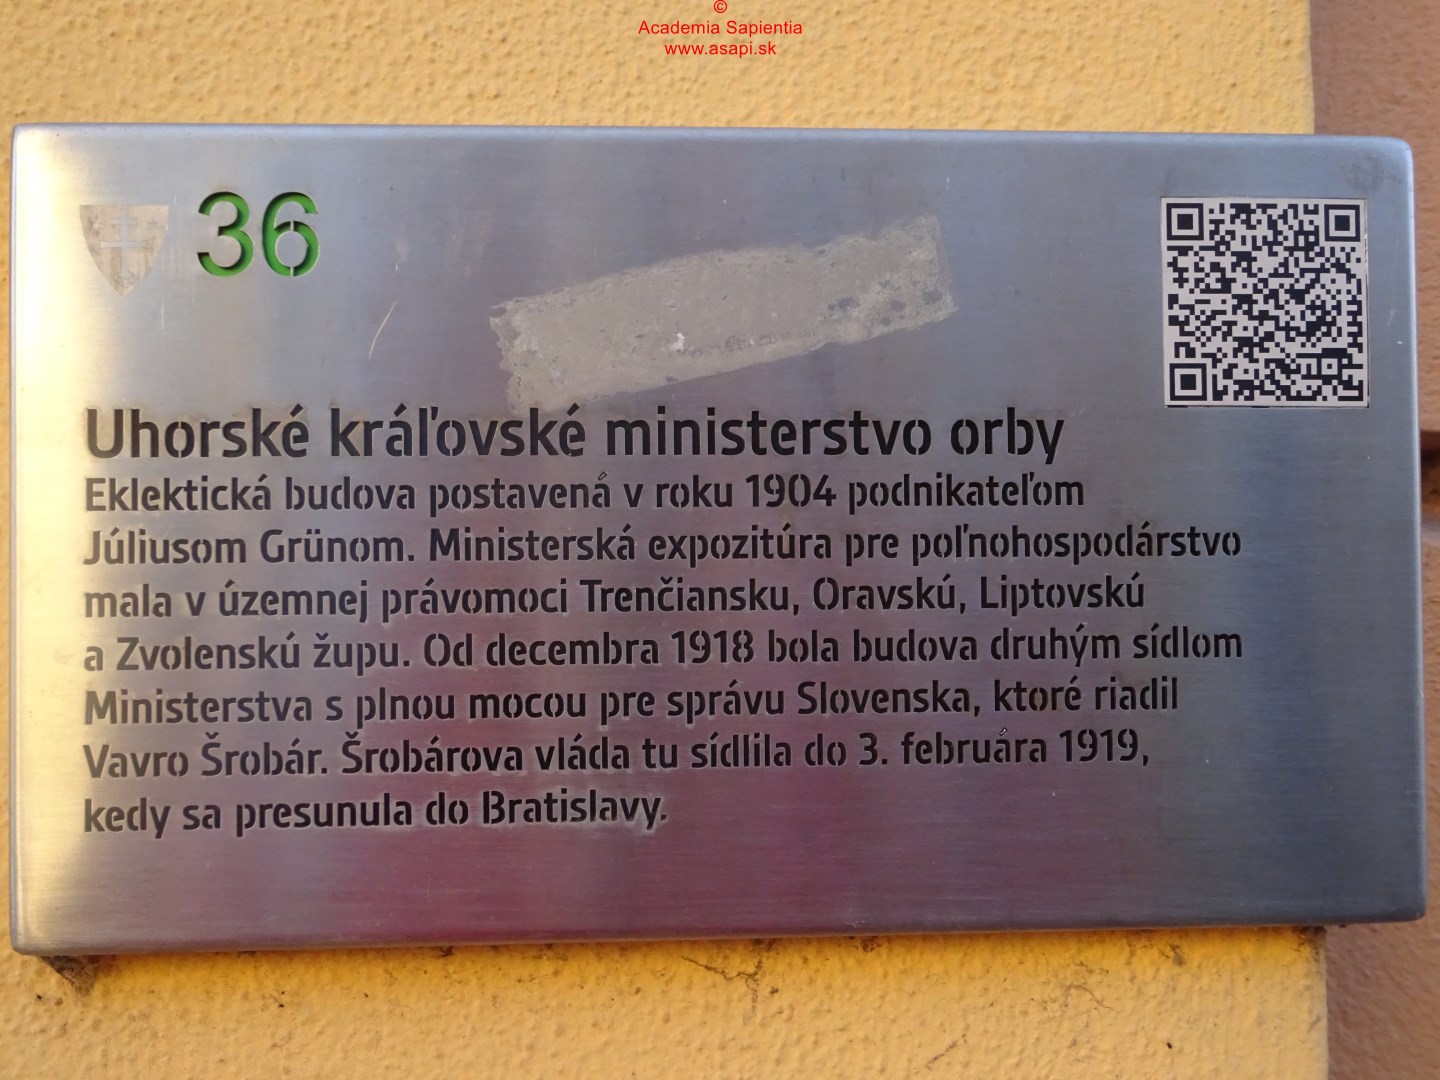 ©
Academia Sapientia
www.asapi.sk
36
Uhorské kráľovské ministerstvo orby
Eklektická budova postavená v roku 1904 podnikateľom
Júliusom Grünom. Ministerská expozitúra pre poľnohospodárstvo
mala v územnej právomoci Trenčiansku, Oravskú, Liptovskú
a Zvolenskú župu. Od decembra 1918 bola budova druhým sídlom
Ministerstva s plnou mocou pre správu Slovenska, ktoré riadil
Vavro Šrobár. Šrobárova vláda tu sídlila do 3. februára 1919,
kedy sa presunula do Bratislavy.